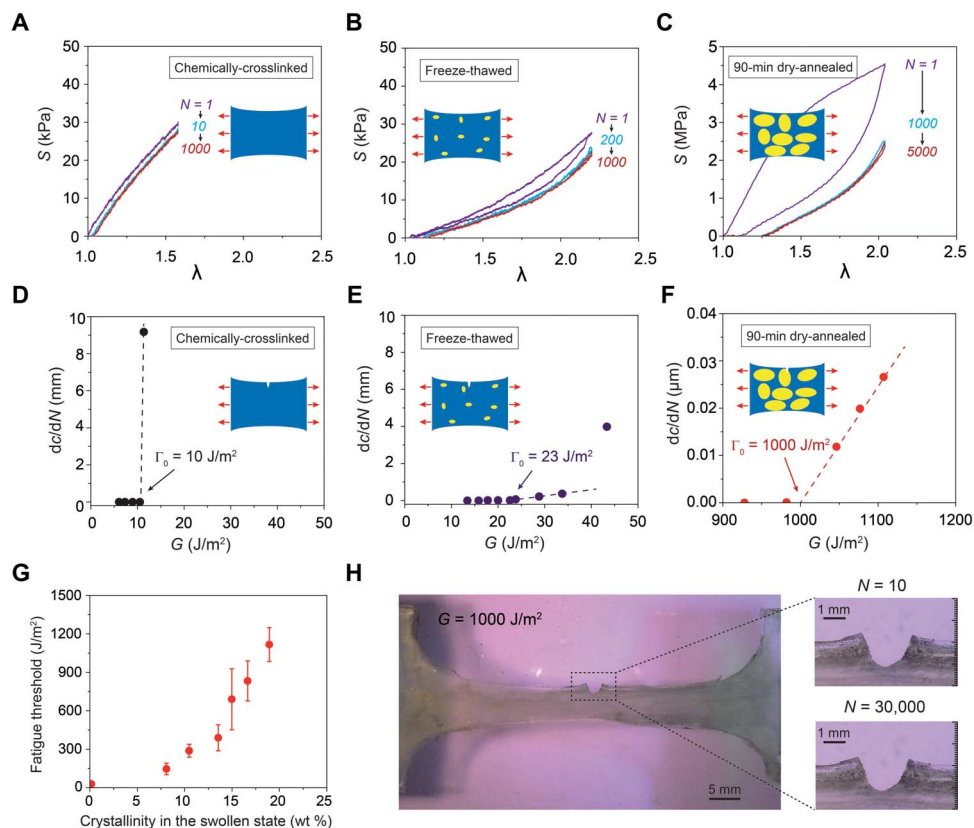 A
S (kPa)
50
40
30
20
10
0
Chemically-crosslinked
N = 1
10
1000
1.0 1.5 2.0 2.5
λ
B
S (kPa)
50
40
30
20
10
0
Freeze-thawed
N = 1
200
1000
1.0 1.5 2.0 2.5
λ
C
S (MPa)
5
4
3
2
1
0
90-min dry-annealed
N = 1
1000
5000
1.0 1.5 2.0 2.5
λ
D
dc/dN (mm)
10
8
6
4
2
0
Chemically-crosslinked
Γ₀ = 10 J/m²
0 10 20 30 40 50
G (J/m²)
E
dc/dN (mm)
10
8
6
4
2
0
Freeze-thawed
Γ₀ = 23 J/m²
0 10 20 30 40 50
G (J/m²)
F
dc/dN (μm)
0.04
0.03
0.02
0.01
0.00
90-min dry-annealed
Γ₀ = 1000 J/m²
900 1000 1100 1200
G (J/m²)
G
Fatigue threshold (J/m²)
1500
1200
900
600
300
0
0 5 10 15 20 25
Crystallinity in the swollen state (wt %)
H
G = 1000 J/m²
5 mm
N = 10
1 mm
N = 30,000
1 mm